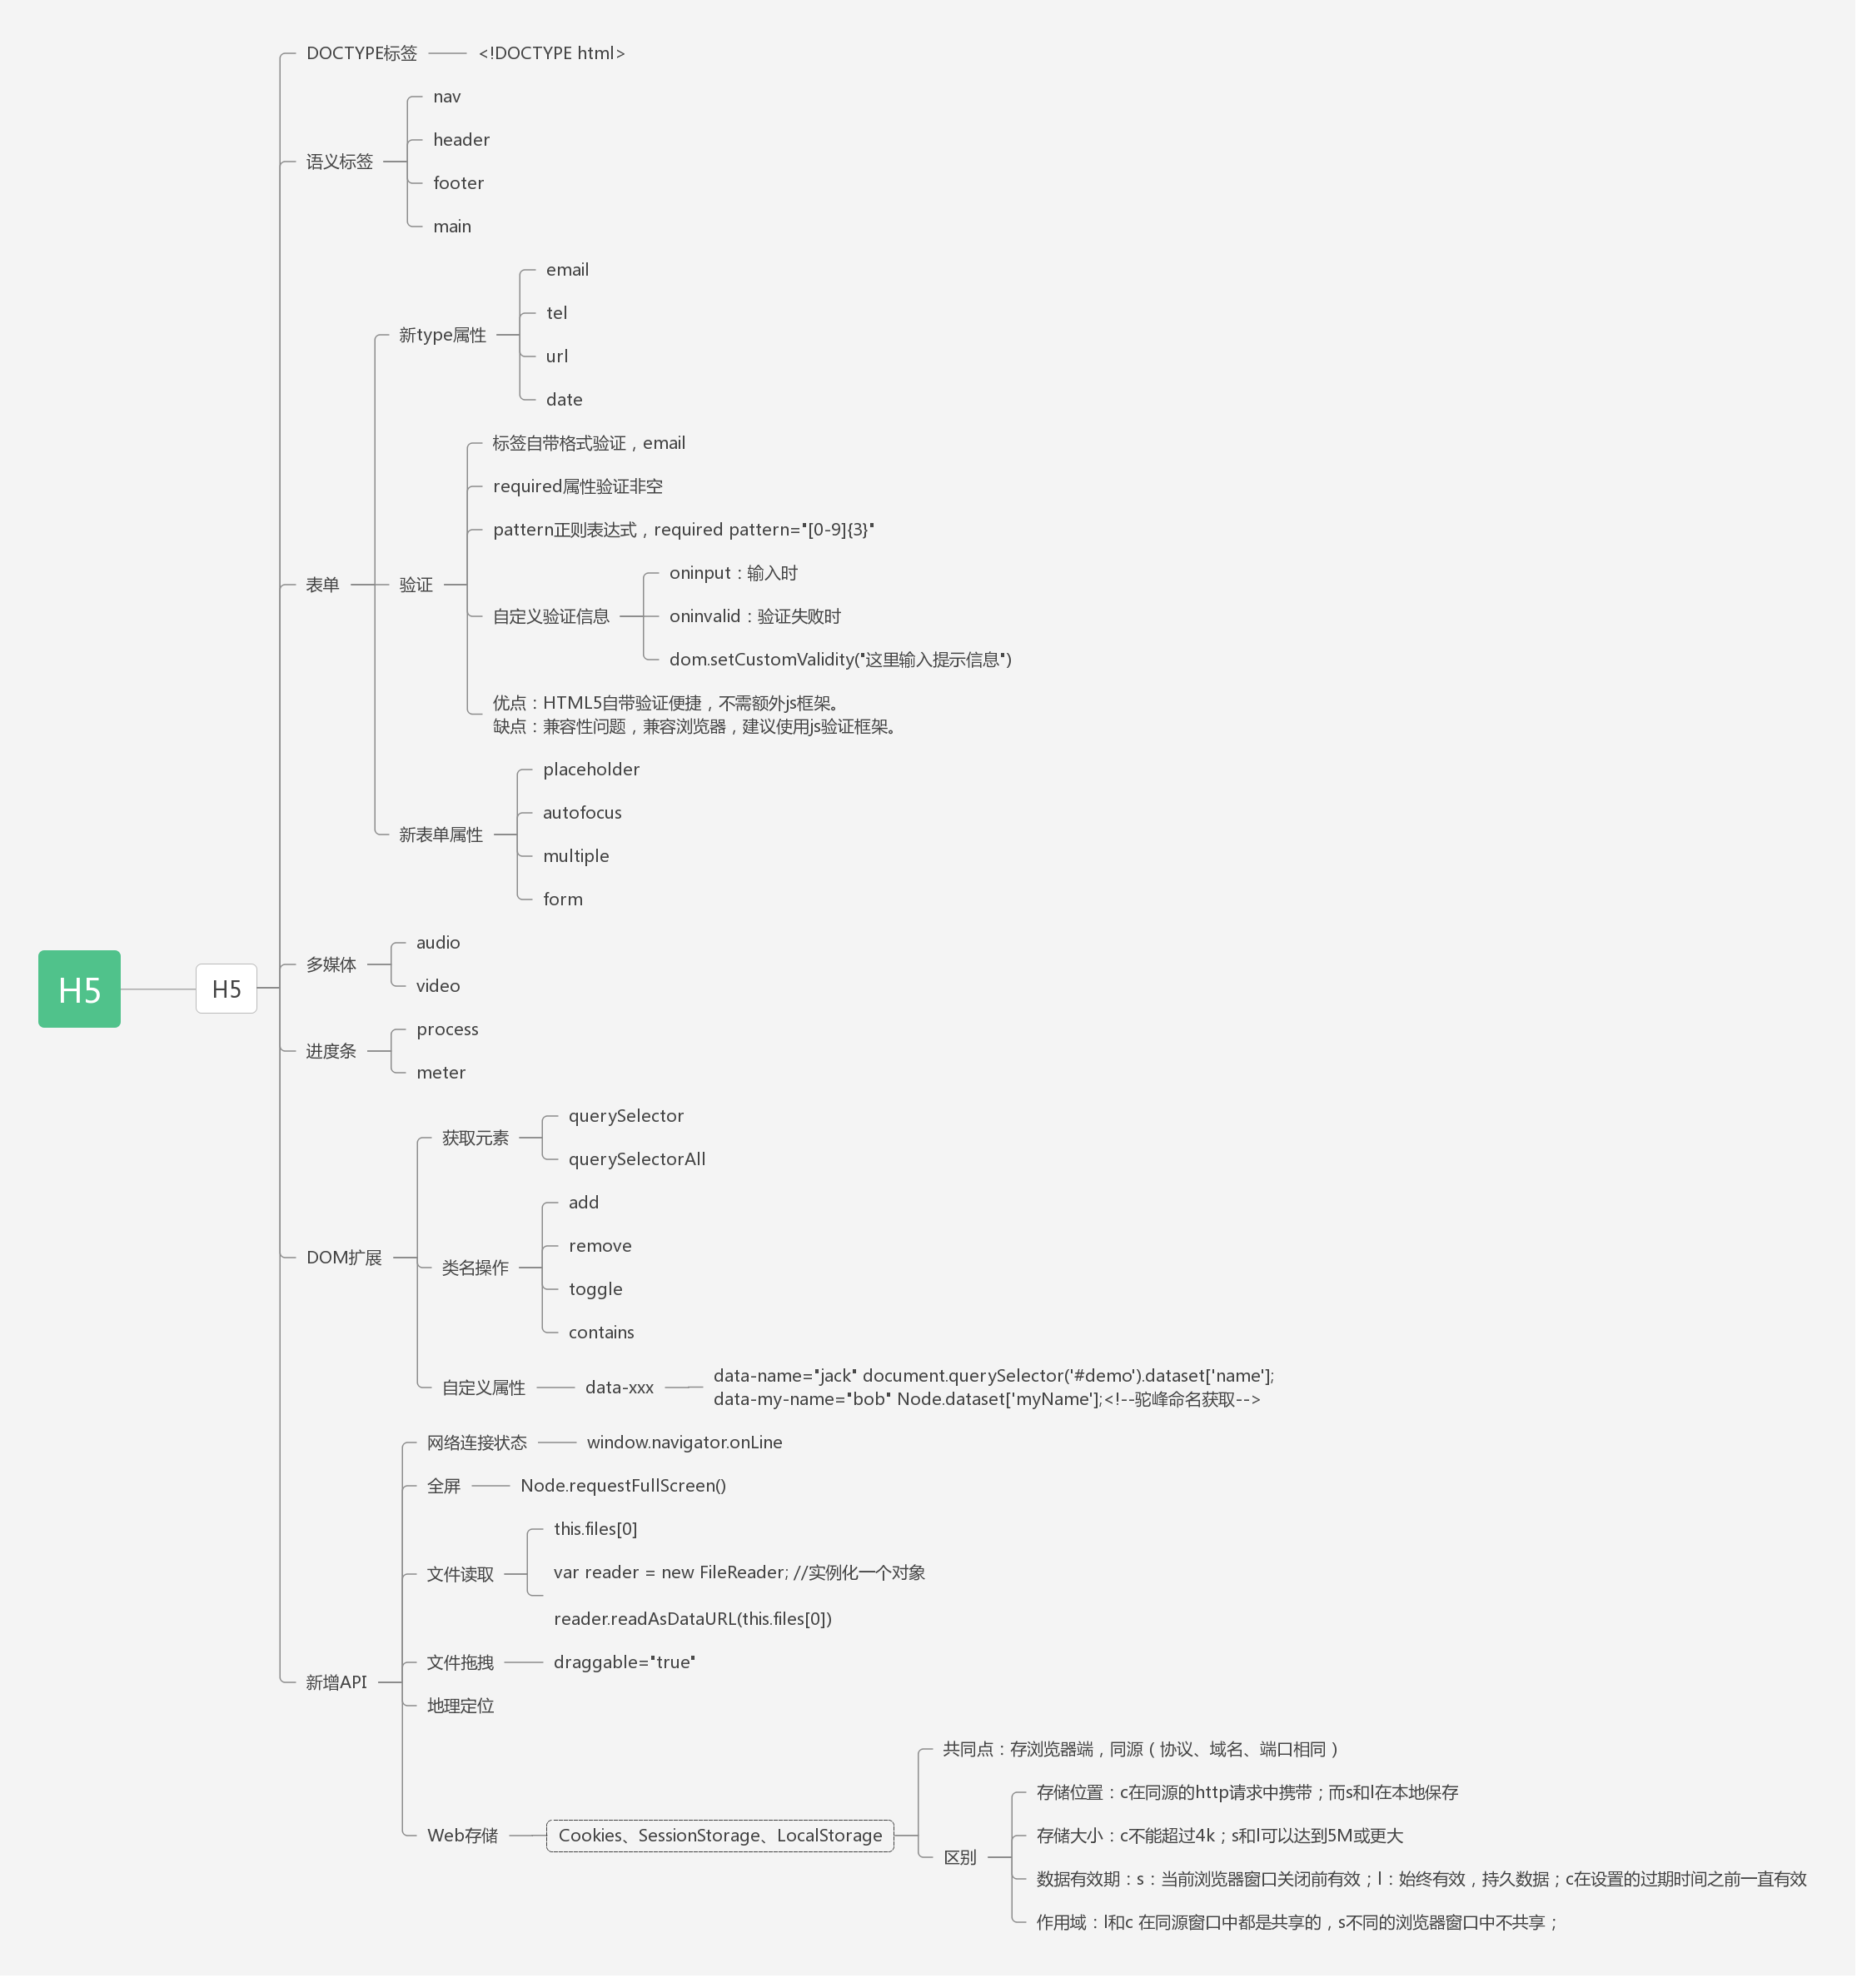 H5
H5
DOCTYPE标签
<!DOCTYPE html>
语义标签
nav
header
footer
main
表单
新type属性
email
tel
url
date
验证
标签自带格式验证，email
required属性验证非空
pattern正则表达式，required pattern="[0-9]{3}"
自定义验证信息
oninput：输入时
oninvalid：验证失败时
dom.setCustomValidity("这里输入提示信息")
优点：HTML5自带验证便捷，不需额外js框架。
缺点：兼容性问题，兼容浏览器，建议使用js验证框架。
新表单属性
placeholder
autofocus
multiple
form
多媒体
audio
video
进度条
process
meter
DOM扩展
获取元素
querySelector
querySelectorAll
类名操作
add
remove
toggle
contains
自定义属性
data-xxx
data-name="jack" document.querySelector('#demo').dataset['name'];
data-my-name="bob" Node.dataset['myName'];<!--驼峰命名获取-->
新增API
网络连接状态
window.navigator.onLine
全屏
Node.requestFullScreen()
文件读取
this.files[0]
var reader = new FileReader; //实例化一个对象
reader.readAsDataURL(this.files[0])
文件拖拽
draggable="true"
地理定位
Web存储
Cookies、SessionStorage、LocalStorage
共同点：存浏览器端，同源（协议、域名、端口相同）
区别
存储位置：c在同源的http请求中携带；而s和l在本地保存
存储大小：c不能超过4k；s和l可以达到5M或更大
数据有效期：s：当前浏览器窗口关闭前有效；l：始终有效，持久数据；c在设置的过期时间之前一直有效
作用域：l和c 在同源窗口中都是共享的，s不同的浏览器窗口中不共享；